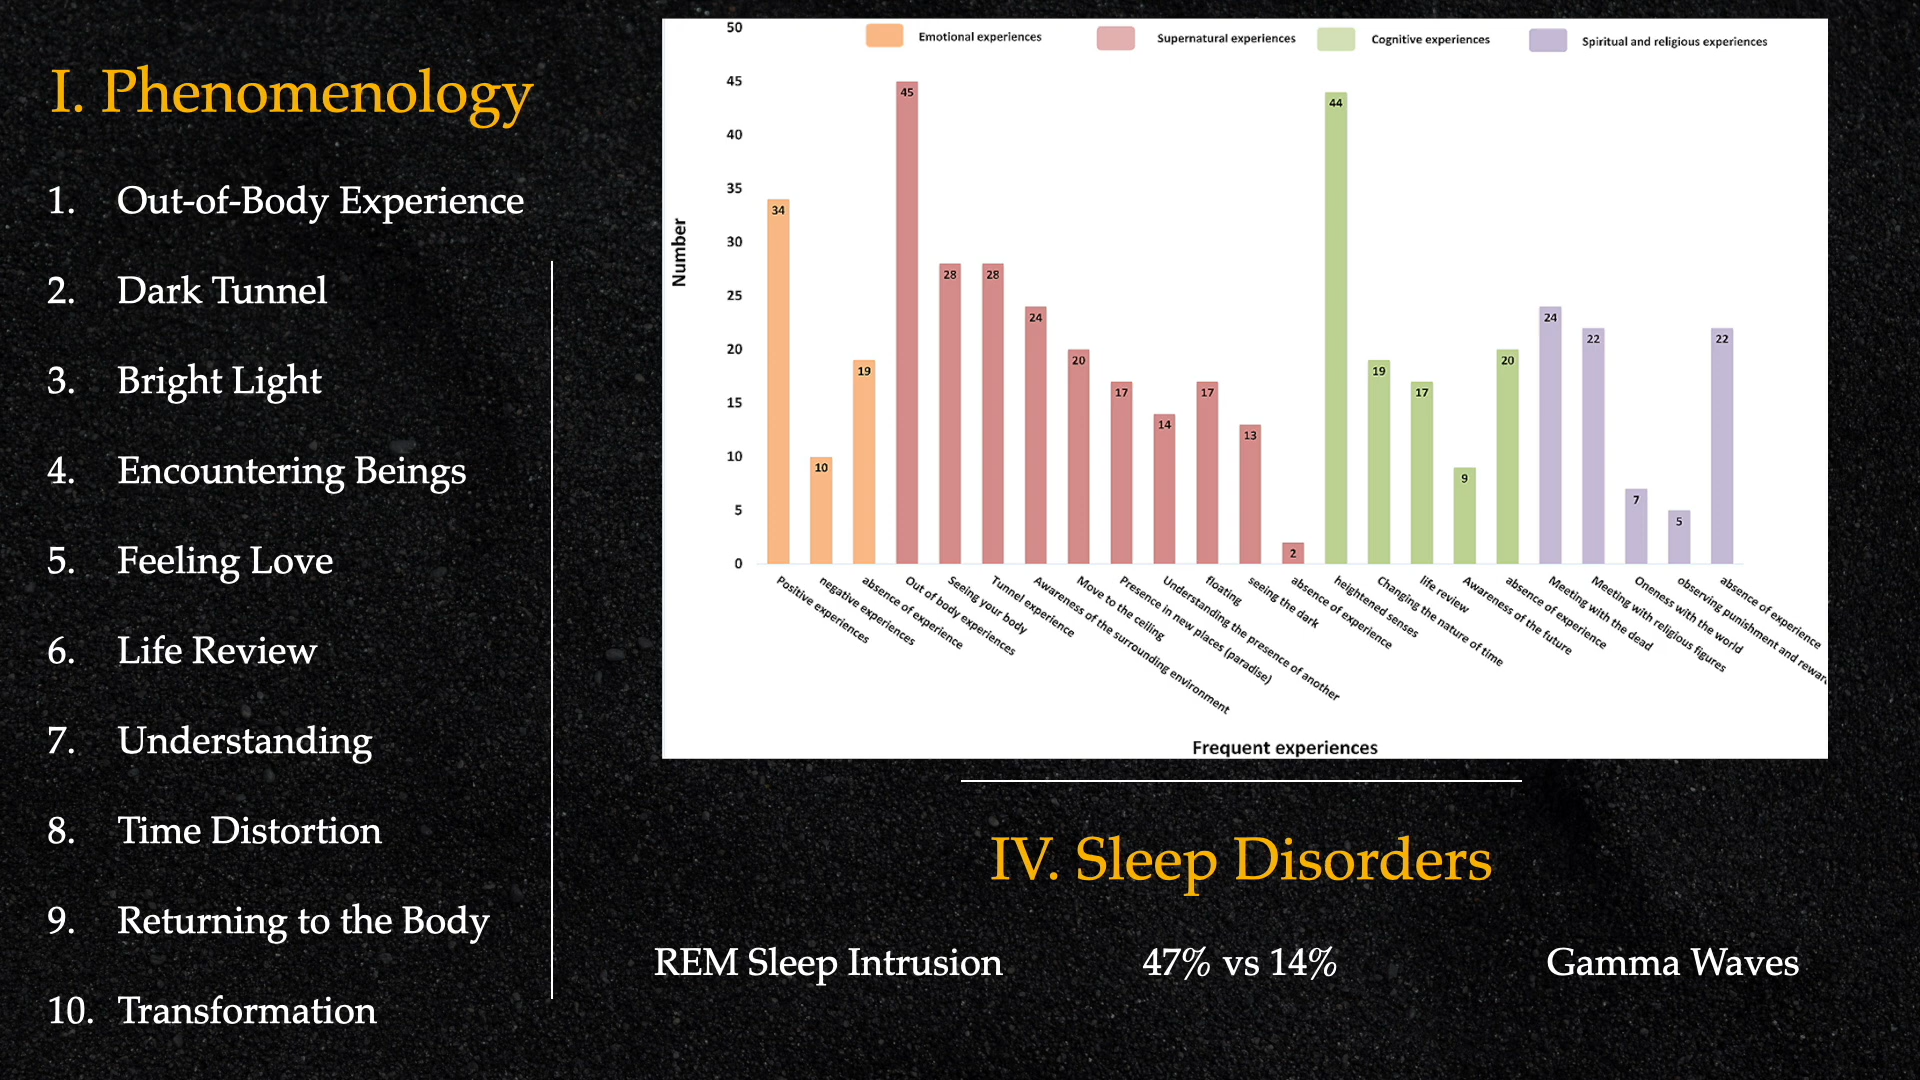 I. Phenomenology
1. Out-of-Body Experience
2. Dark Tunnel
3. Bright Light
4. Encountering Beings
5. Feeling Love
6. Life Review
7. Understanding
8. Time Distortion
9. Returning to the Body
10. Transformation
Emotional experiences
Supernatural experiences
Cognitive experiences
Spiritual and religious experiences
Number
50
45
40
35
30
25
20
15
10
5
0
34
10
19
45
28
28
24
20
17
14
17
13
2
44
19
17
9
20
24
22
7
5
22
Positive experiences
negative experiences
absence of experience
Out of body experiences
Seeing your body
Tunnel experience
Awareness of the surrounding environment
Move to the ceiling
Presence in new places (paradise)
Understanding the presence of another
floating
seeing the dark
absence of experience
heightened senses
Changing the nature of time
life review
Awareness of the future
absence of experience
Meeting with the dead
Meeting with religious figures
Oneness with the world
observing punishment and
absence of experience
Frequent experiences
IV. Sleep Disorders
REM Sleep Intrusion
47% vs 14%
Gamma Waves